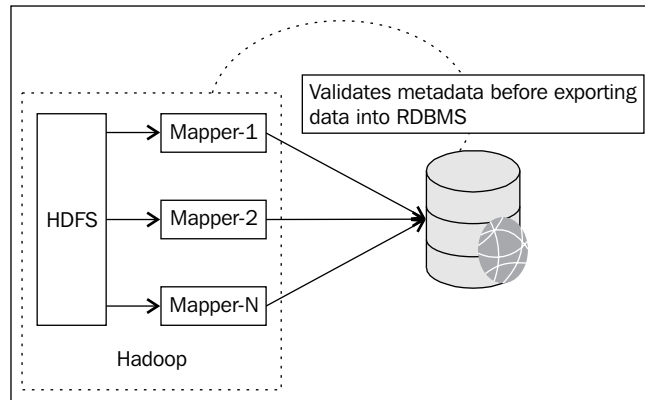 Validates metadata before exporting
data into RDBMS
Mapper-1
HDFS
Mapper-2
Mapper-N
Hadoop